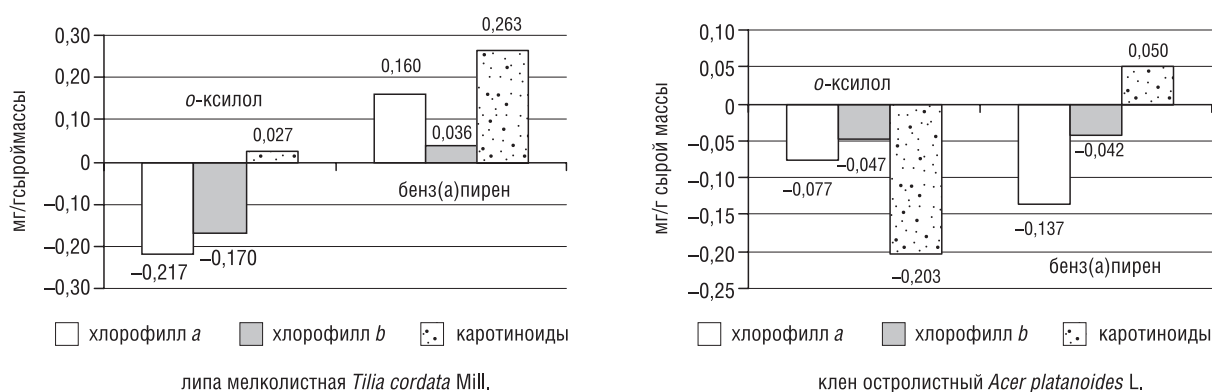 мг/гсыроймассы
0,30
0,20
0,10
0
–0,10
–0,20
–0,30
о-ксилол
0,263
0,160
0,027
0,036
бенз(а)пирен
–0,217
–0,170
хлорофилл a
хлорофилл b
каротиноиды
липа мелколистная Tilia cordata Mill.
мг/г сырой массы
0,10
0,05
0
–0,05
–0,10
–0,15
–0,20
–0,25
0,050
о-ксилол
–0,077
–0,047
–0,042
–0,137
–0,203
бенз(а)пирен
хлорофилл a
хлорофилл b
каротиноиды
клен остролистный Acer platanoides L.